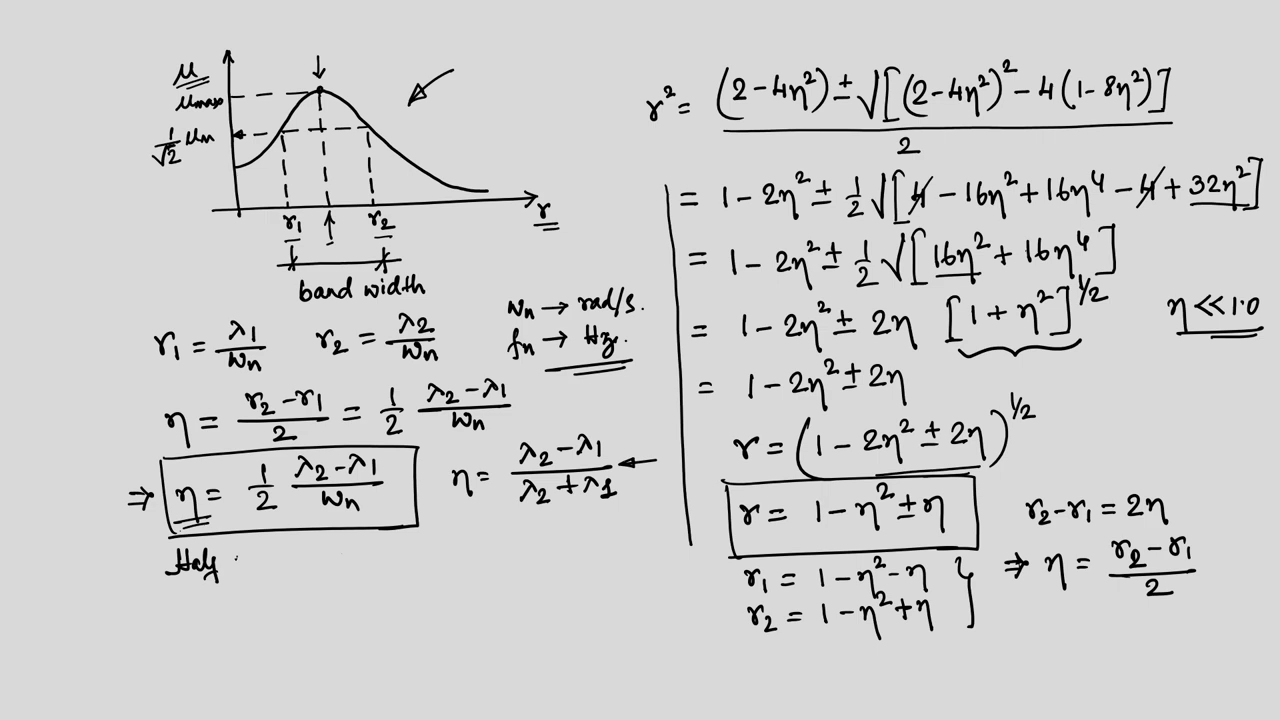 μ
μmax
1/√2 μn
r
r1 r2
band width
ωn → rad/s.
fn → Hz.
r1 = λ1/ωn r2 = λ2/ωn
η = (r2 - r1)/2 = 1/2 (λ2 - λ1)/ωn
⇒ η = 1/2 (λ2 - λ1)/ωn
η = (λ2 - λ1)/(λ2 + λ1) ←
Half
r² = ((2 - 4η²) ± √[(2 - 4η²)² - 4(1 - 8η²)])/2
= 1 - 2η² ± 1/2 √[4 - 16η² + 16η⁴ - 4 + 32η²]
= 1 - 2η² ± 1/2 √[16η² + 16η⁴]
= 1 - 2η² ± 2η [1 + η²]^1/2 η << 1.0
= 1 - 2η² ± 2η
r = (1 - 2η² ± 2η)^1/2
r = 1 - η² ± η
r2 - r1 = 2η
r1 = 1 - η² - η
r2 = 1 - η² + η
⇒ η = (r2 - r1)/2